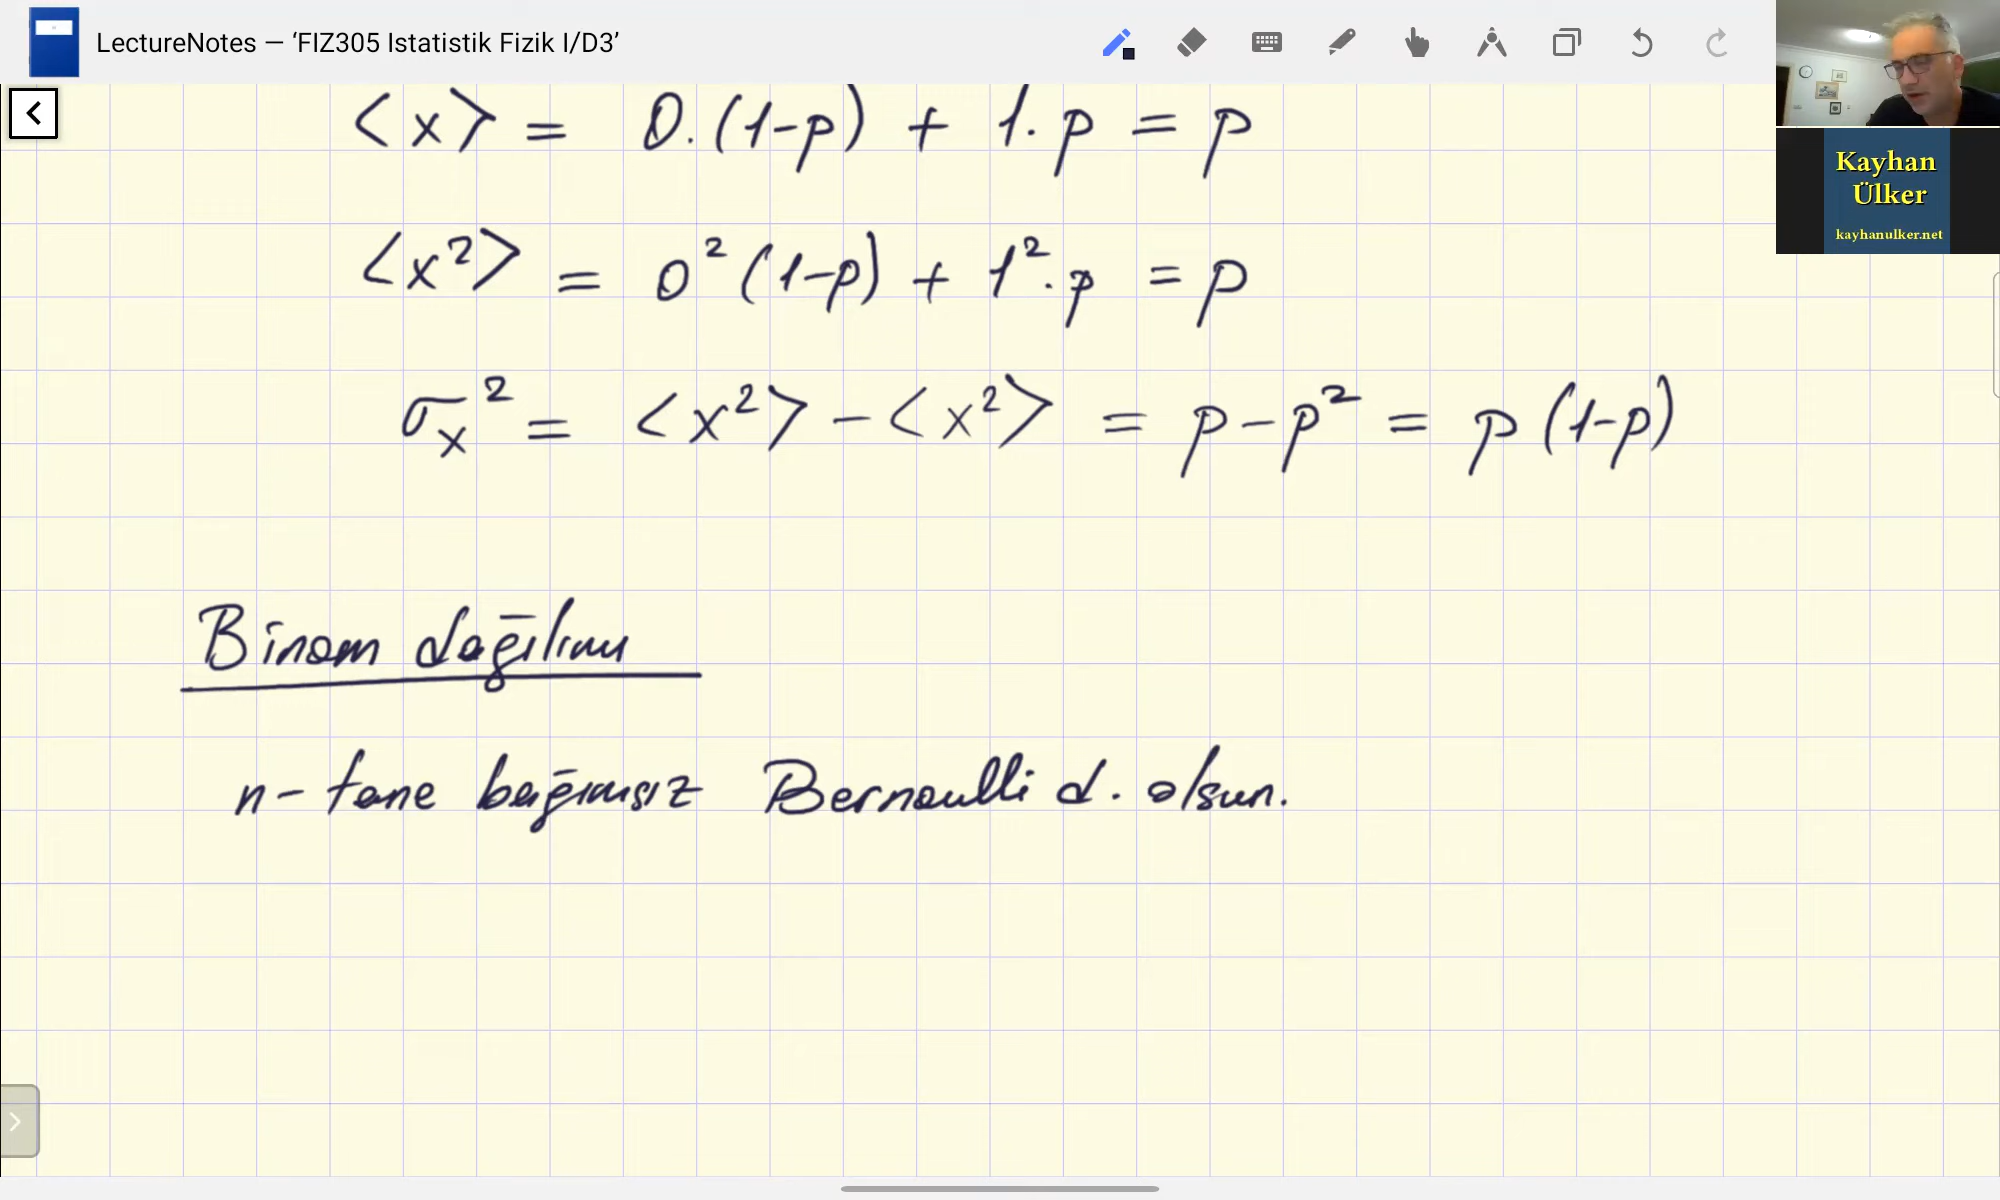 LectureNotes — ‘FIZ305 Istatistik Fizik I/D3’
Kayhan
Ülker
kayhanulker.net
<x> = 0.(1-p) + 1.p = p
<x²> = 0²(1-p) + 1².p = p
σₓ² = <x²> - <x²> = p - p² = p(1-p)
Binom dağılımı
n- tane bağımsız Bernoulli d. olsun.